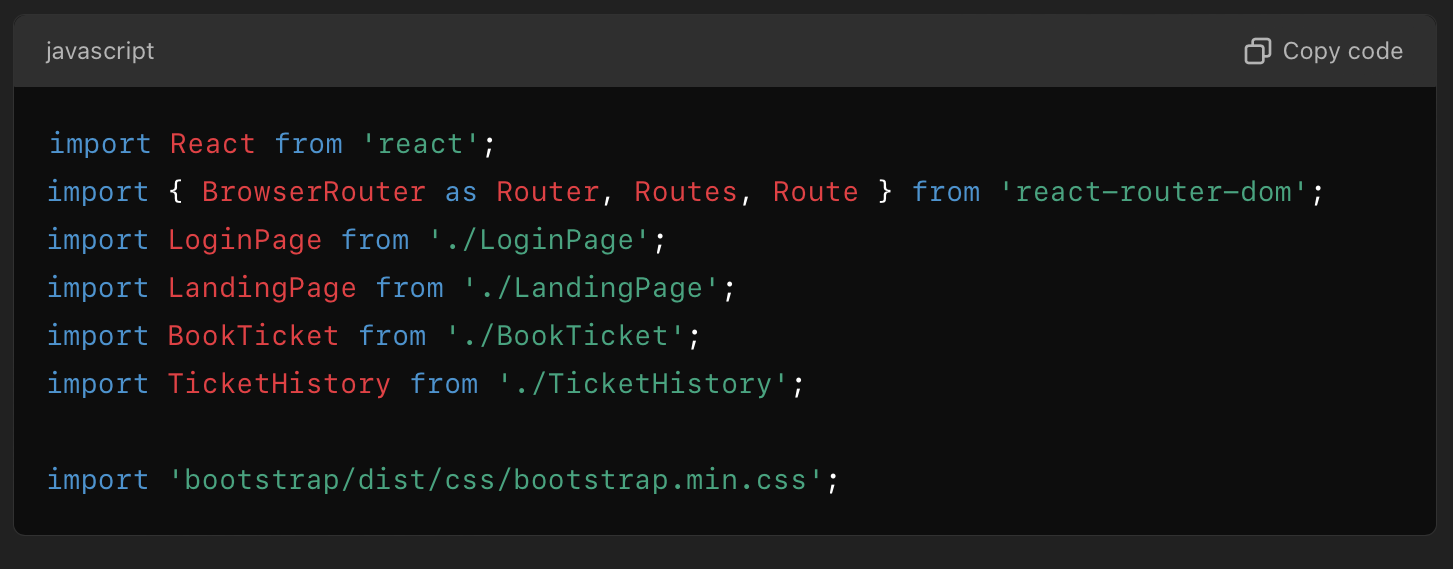 javascript
Copy code
import React from 'react';
import { BrowserRouter as Router, Routes, Route } from 'react-router-dom';
import LoginPage from './LoginPage';
import LandingPage from './LandingPage';
import BookTicket from './BookTicket';
import TicketHistory from './TicketHistory';
import 'bootstrap/dist/css/bootstrap.min.css';